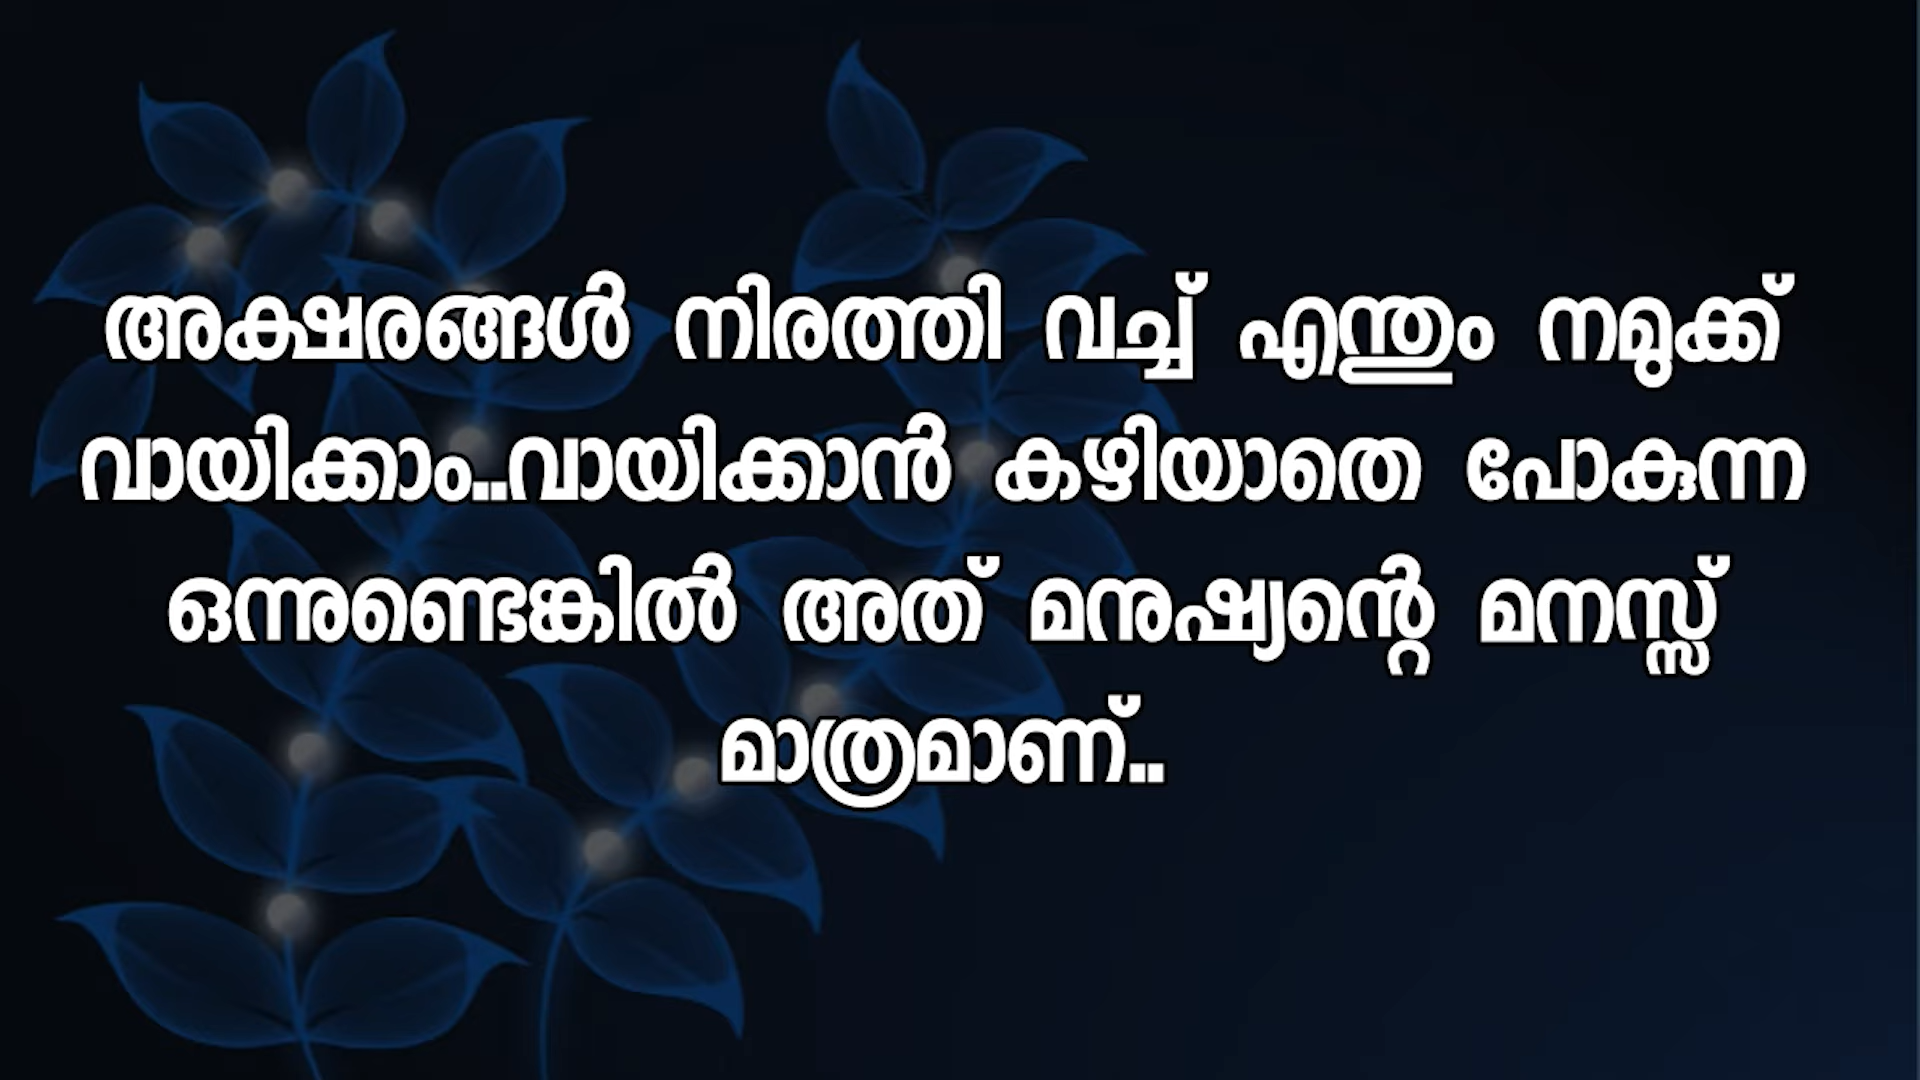 അക്ഷരങ്ങൾ നിരത്തി വച്ച് എന്തും നമുക്ക്
വായിക്കാം..വായിക്കാൻ കഴിയാതെ പോകുന്ന
ഒന്നുണ്ടെങ്കിൽ അത് മനുഷ്യന്റെ മനസ്സ്
മാത്രമാണ്..